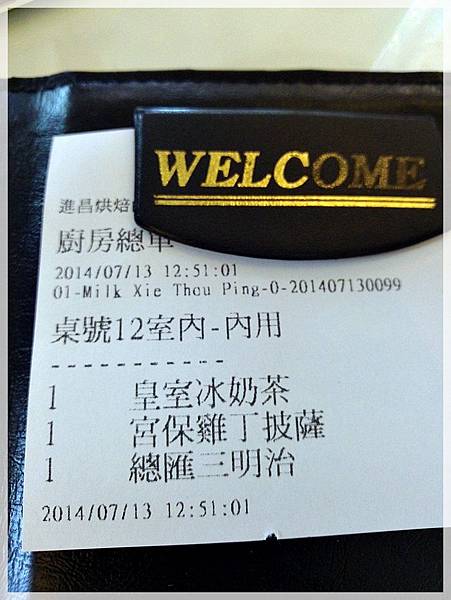 WELCOME
進昌烘焙
廚房總單
2014/07/13 12:51:01
01-Milk Xie Thou Ping-0-201407130099
桌號12室內-內用
-----------
1 皇室冰奶茶
1 宮保雞丁披薩
1 總匯三明治
2014/07/13 12:51:01